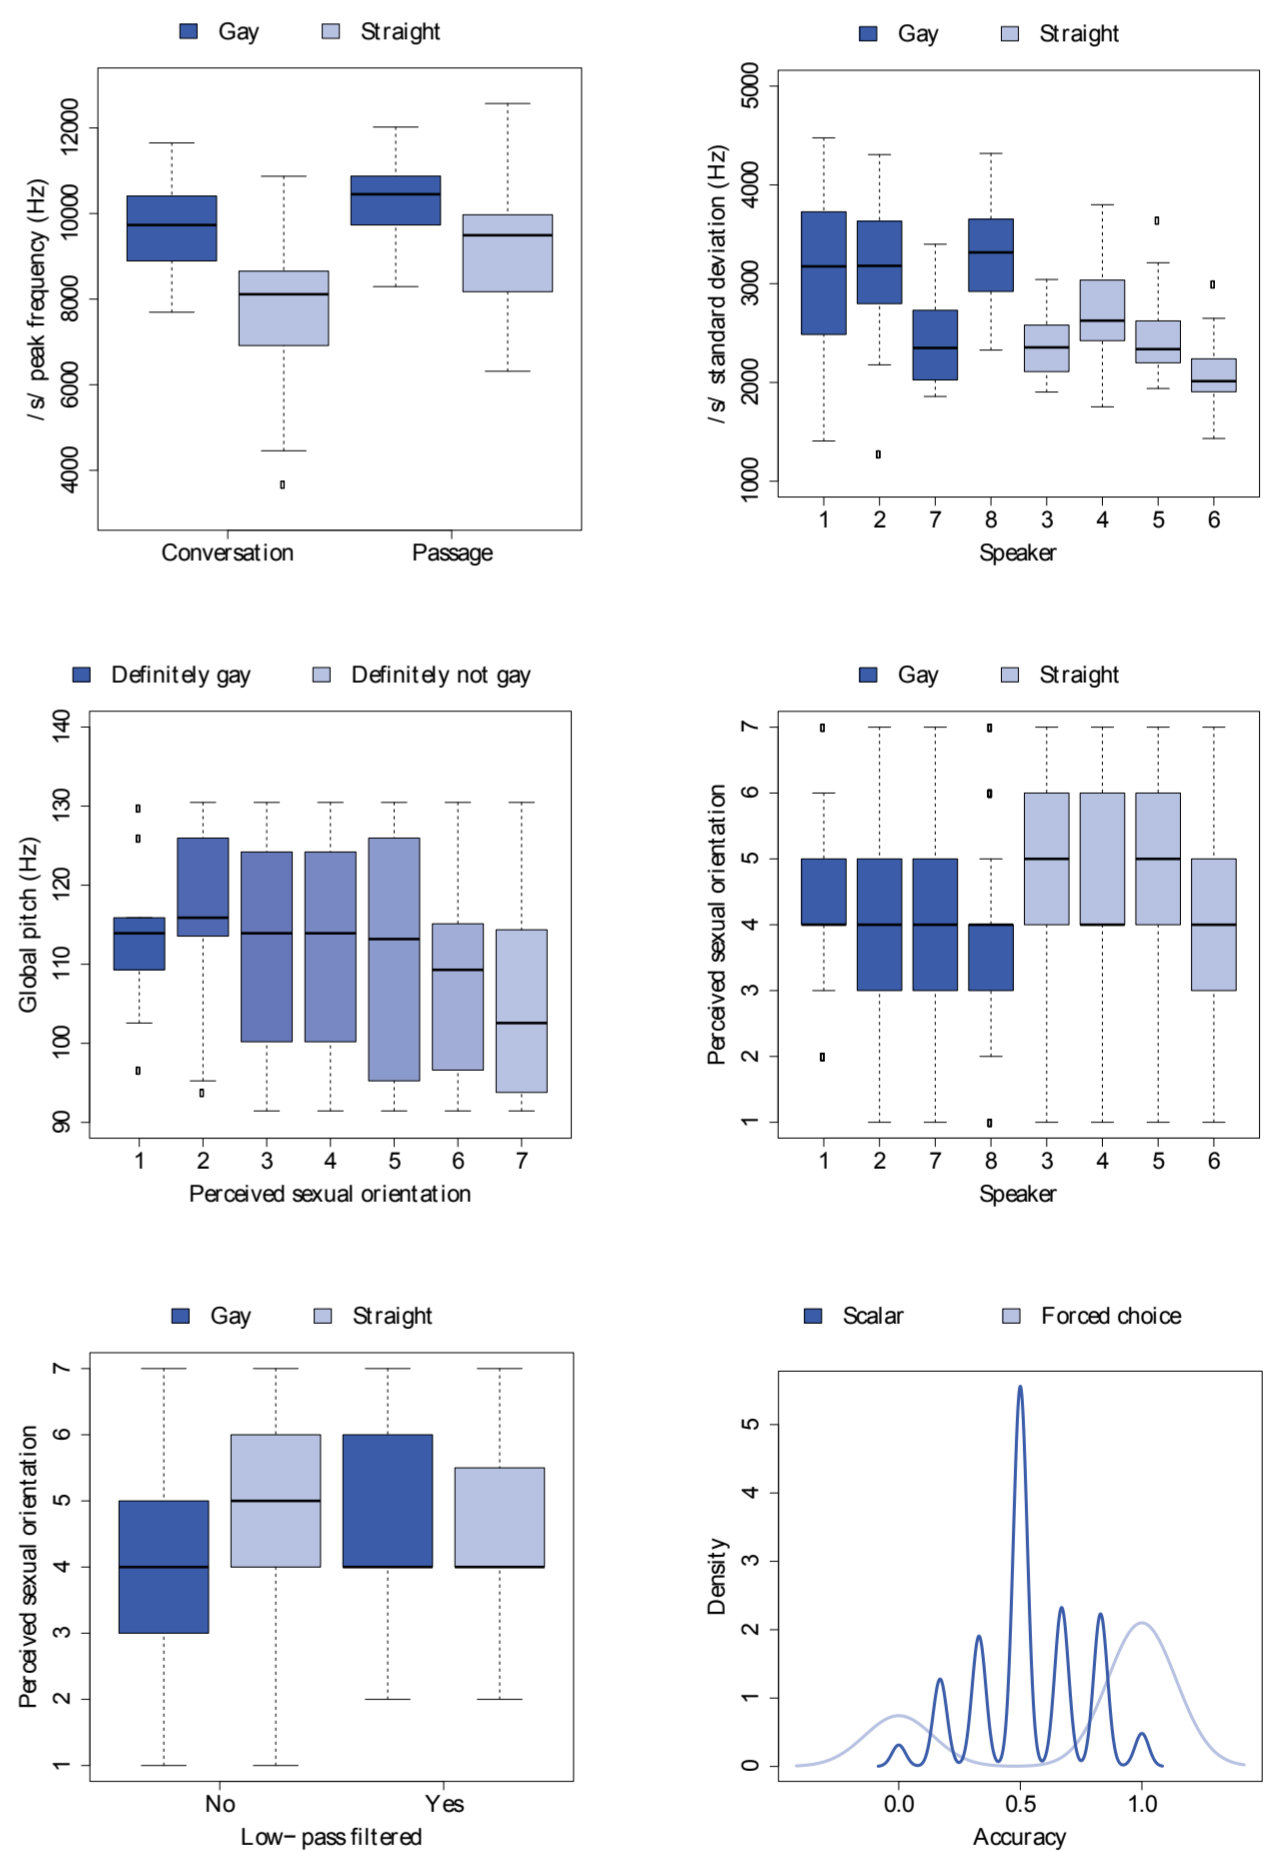 Gay Straight
/s/ peak frequency (Hz)
12000
10000
8000
6000
4000
Conversation Passage
Gay Straight
/s/ standard deviation (Hz)
5000
4000
3000
2000
1000
1 2 7 8 3 4 5 6
Speaker
Definitely gay Definitely not gay
Global pitch (Hz)
140
130
120
110
100
90
1 2 3 4 5 6 7
Perceived sexual orientation
Gay Straight
Perceived sexual orientation
7
6
5
4
3
2
1
1 2 7 8 3 4 5 6
Speaker
Gay Straight
Perceived sexual orientation
7
6
5
4
3
2
1
No Yes
Low-pass filtered
Scalar Forced choice
Density
5
4
3
2
1
0
0.0 0.5 1.0
Accuracy